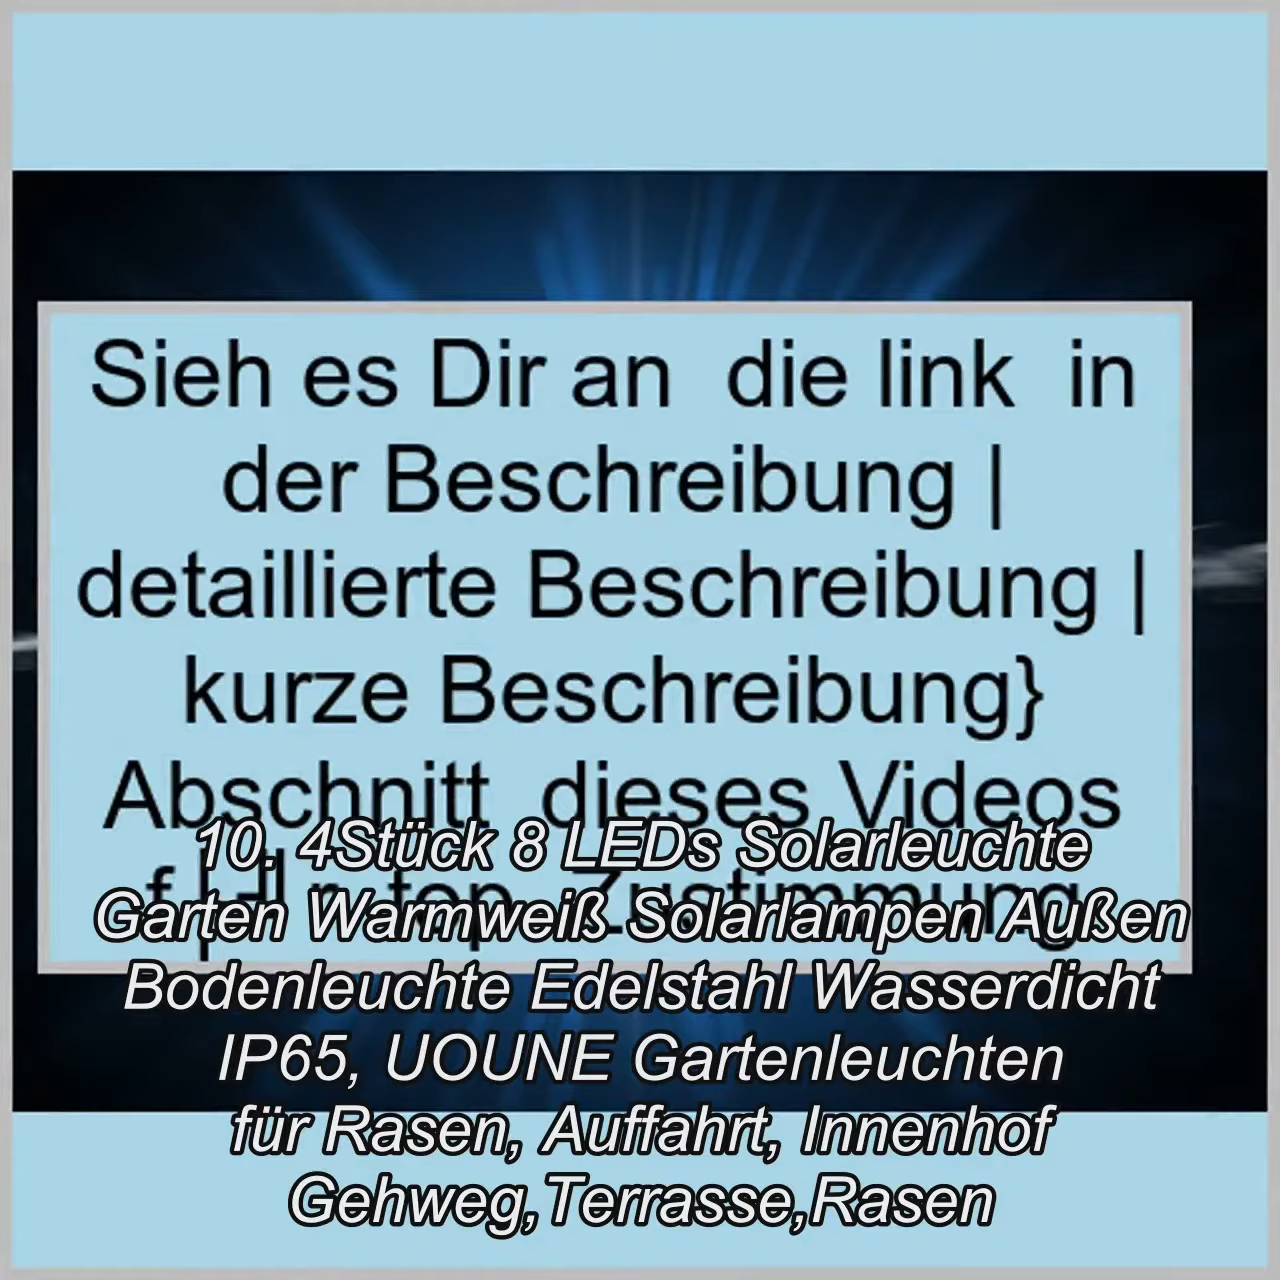 Sieh es Dir an die link in
der Beschreibung |
detaillierte Beschreibung |
kurze Beschreibung}
Abschnitt dieses Videos
top Zustimmung
10. 4Stück 8 LEDs Solarleuchte
Garten Warmweiß Solarlampen Außen
Bodenleuchte Edelstahl Wasserdicht
IP65, UOUNE Gartenleuchten
für Rasen, Auffahrt, Innenhof
Gehweg,Terrasse,Rasen